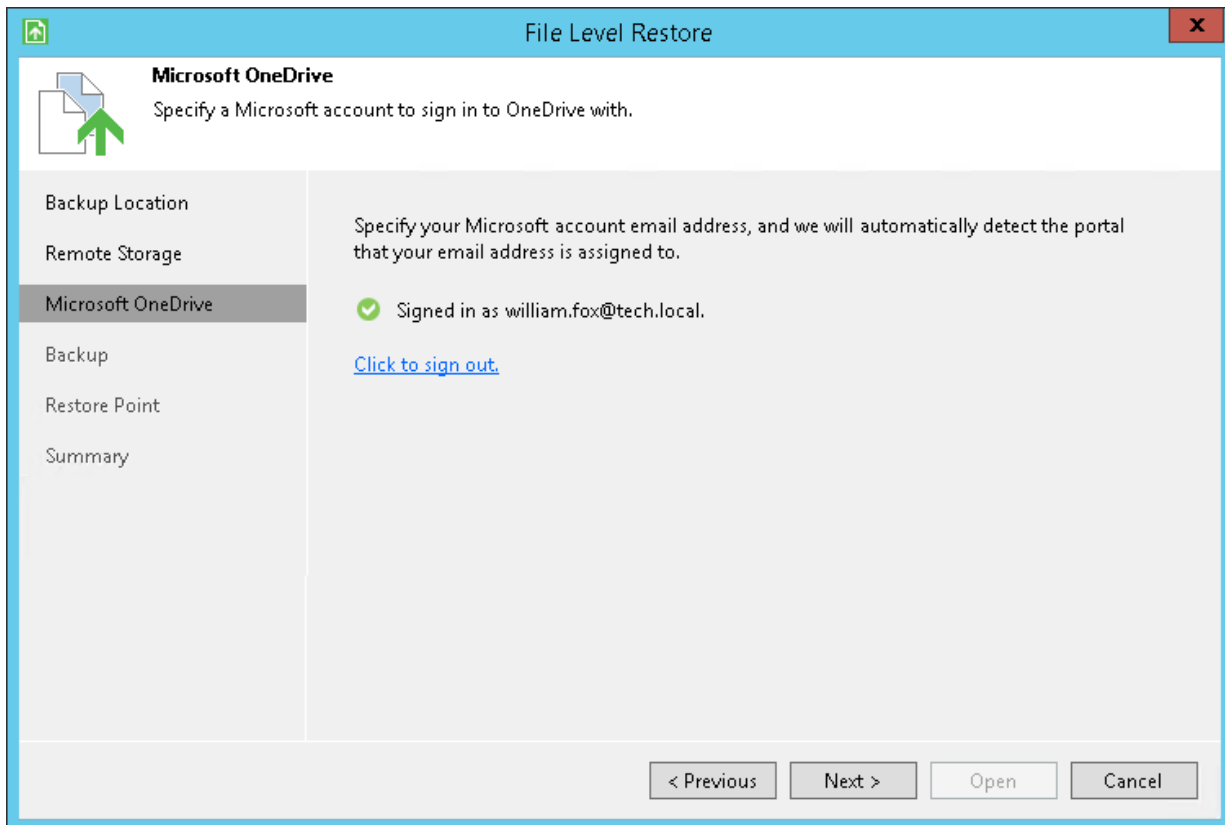 File Level Restore
x
Microsoft OneDrive
Specify a Microsoft account to sign in to OneDrive with.
Backup Location
Remote Storage
Microsoft OneDrive
Backup
Restore Point
Summary
Specify your Microsoft account email address, and we will automatically detect the portal
that your email address is assigned to.
Signed in as william.fox@tech.local.
Click to sign out.
< Previous
Next >
Open
Cancel